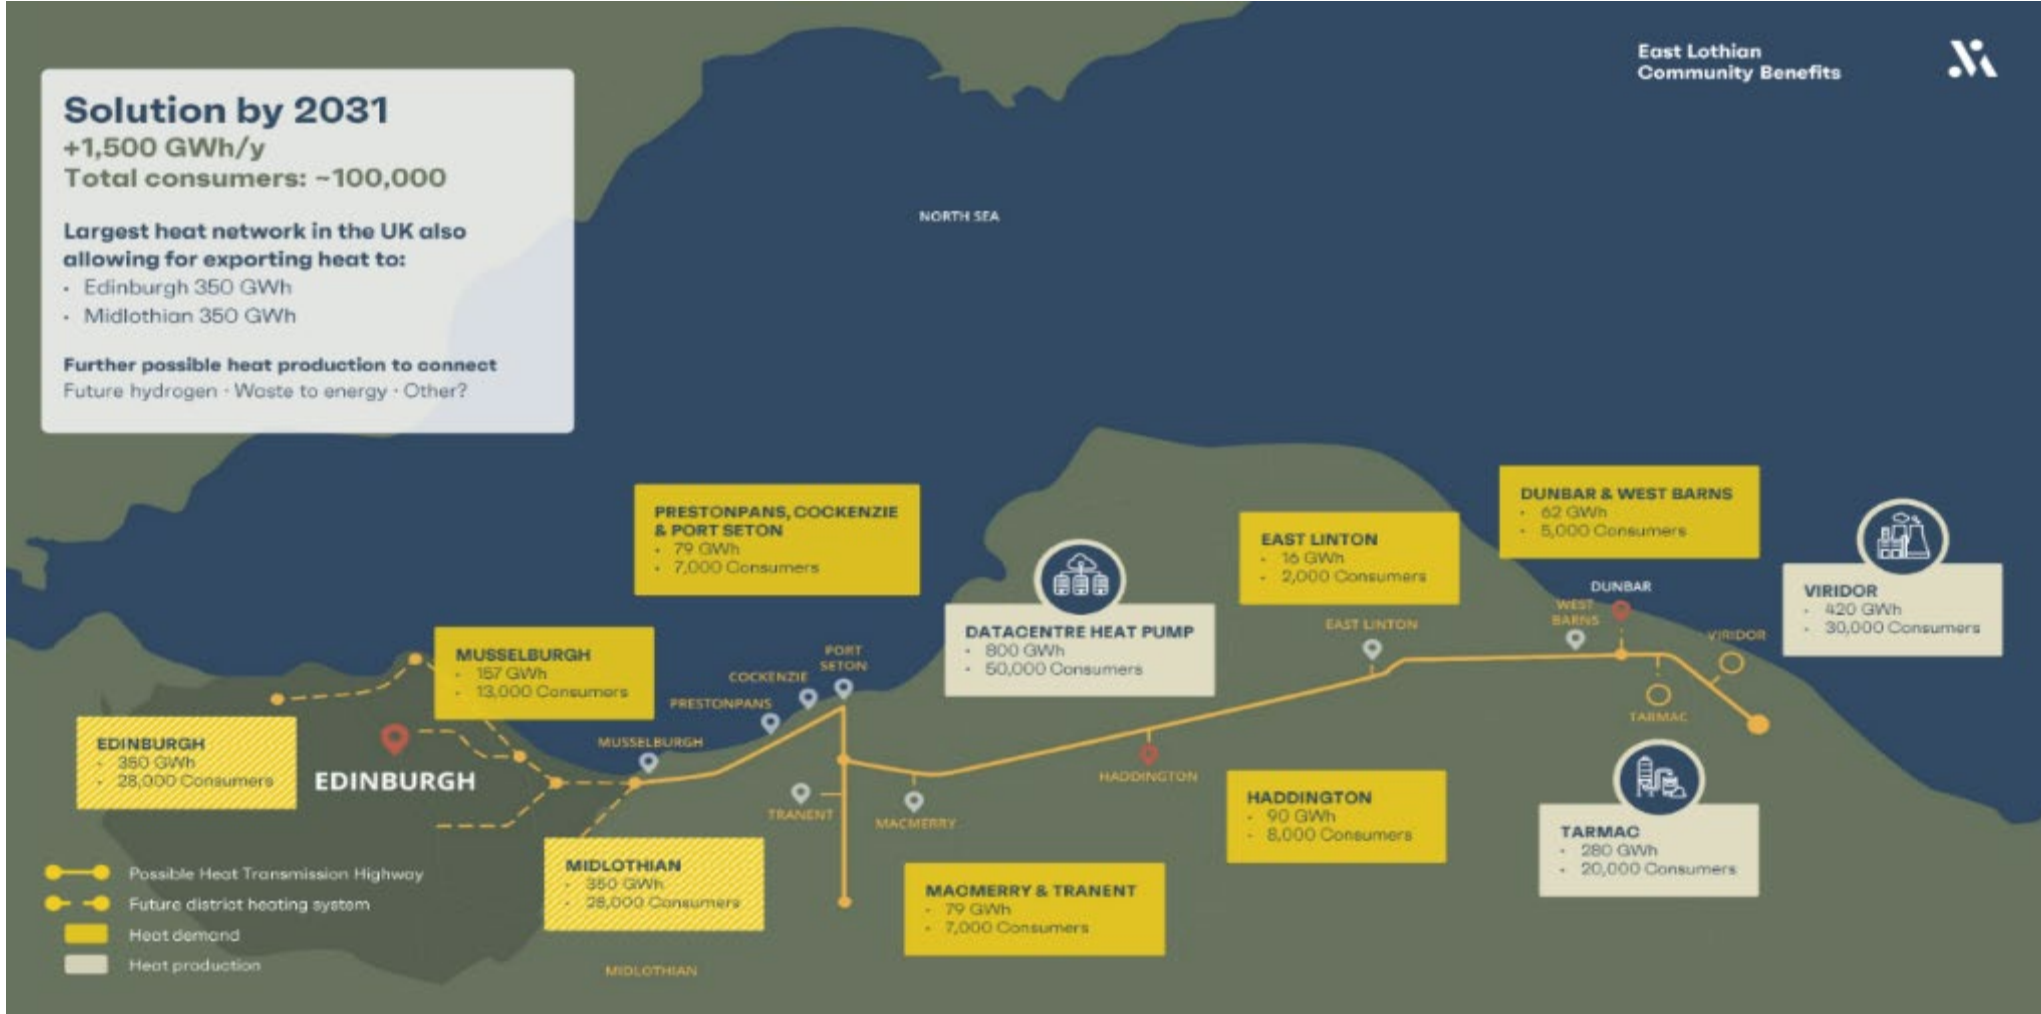 East Lothian
Community Benefits
Solution by 2031
+1,500 GWh/y
Total consumers: ~100,000
Largest heat network in the UK also
allowing for exporting heat to:
· Edinburgh 350 GWh
· Midlothian 350 GWh
Further possible heat production to connect
Future hydrogen · Waste to energy · Other?
NORTH SEA
PRESTONPANS, COCKENZIE
& PORT SETON
· 79 GWh
· 7,000 Consumers
DATACENTRE HEAT PUMP
· 800 GWh
· 50,000 Consumers
EAST LINTON
· 16 GWh
· 2,000 Consumers
DUNBAR & WEST BARNS
· 62 GWh
· 5,000 Consumers
VIRIDOR
· 420 GWh
· 30,000 Consumers
MUSSELBURGH
· 157 GWh
· 13,000 Consumers
EDINBURGH
· 350 GWh
· 28,000 Consumers
EDINBURGH
MUSSELBURGH
PRESTONPANS
COCKENZIE
PORT
SETON
TRANENT
MACMERRY
HADDINGTON
EAST LINTON
WEST
BARNS
DUNBAR
TARMAC
VIRIDOR
MIDLOTHIAN
· 350 GWh
· 28,000 Consumers
MACMERRY & TRANENT
· 79 GWh
· 7,000 Consumers
HADDINGTON
· 90 GWh
· 8,000 Consumers
TARMAC
· 280 GWh
· 20,000 Consumers
Possible Heat Transmission Highway
Future district heating system
Heat demand
Heat production
MIDLOTHIAN